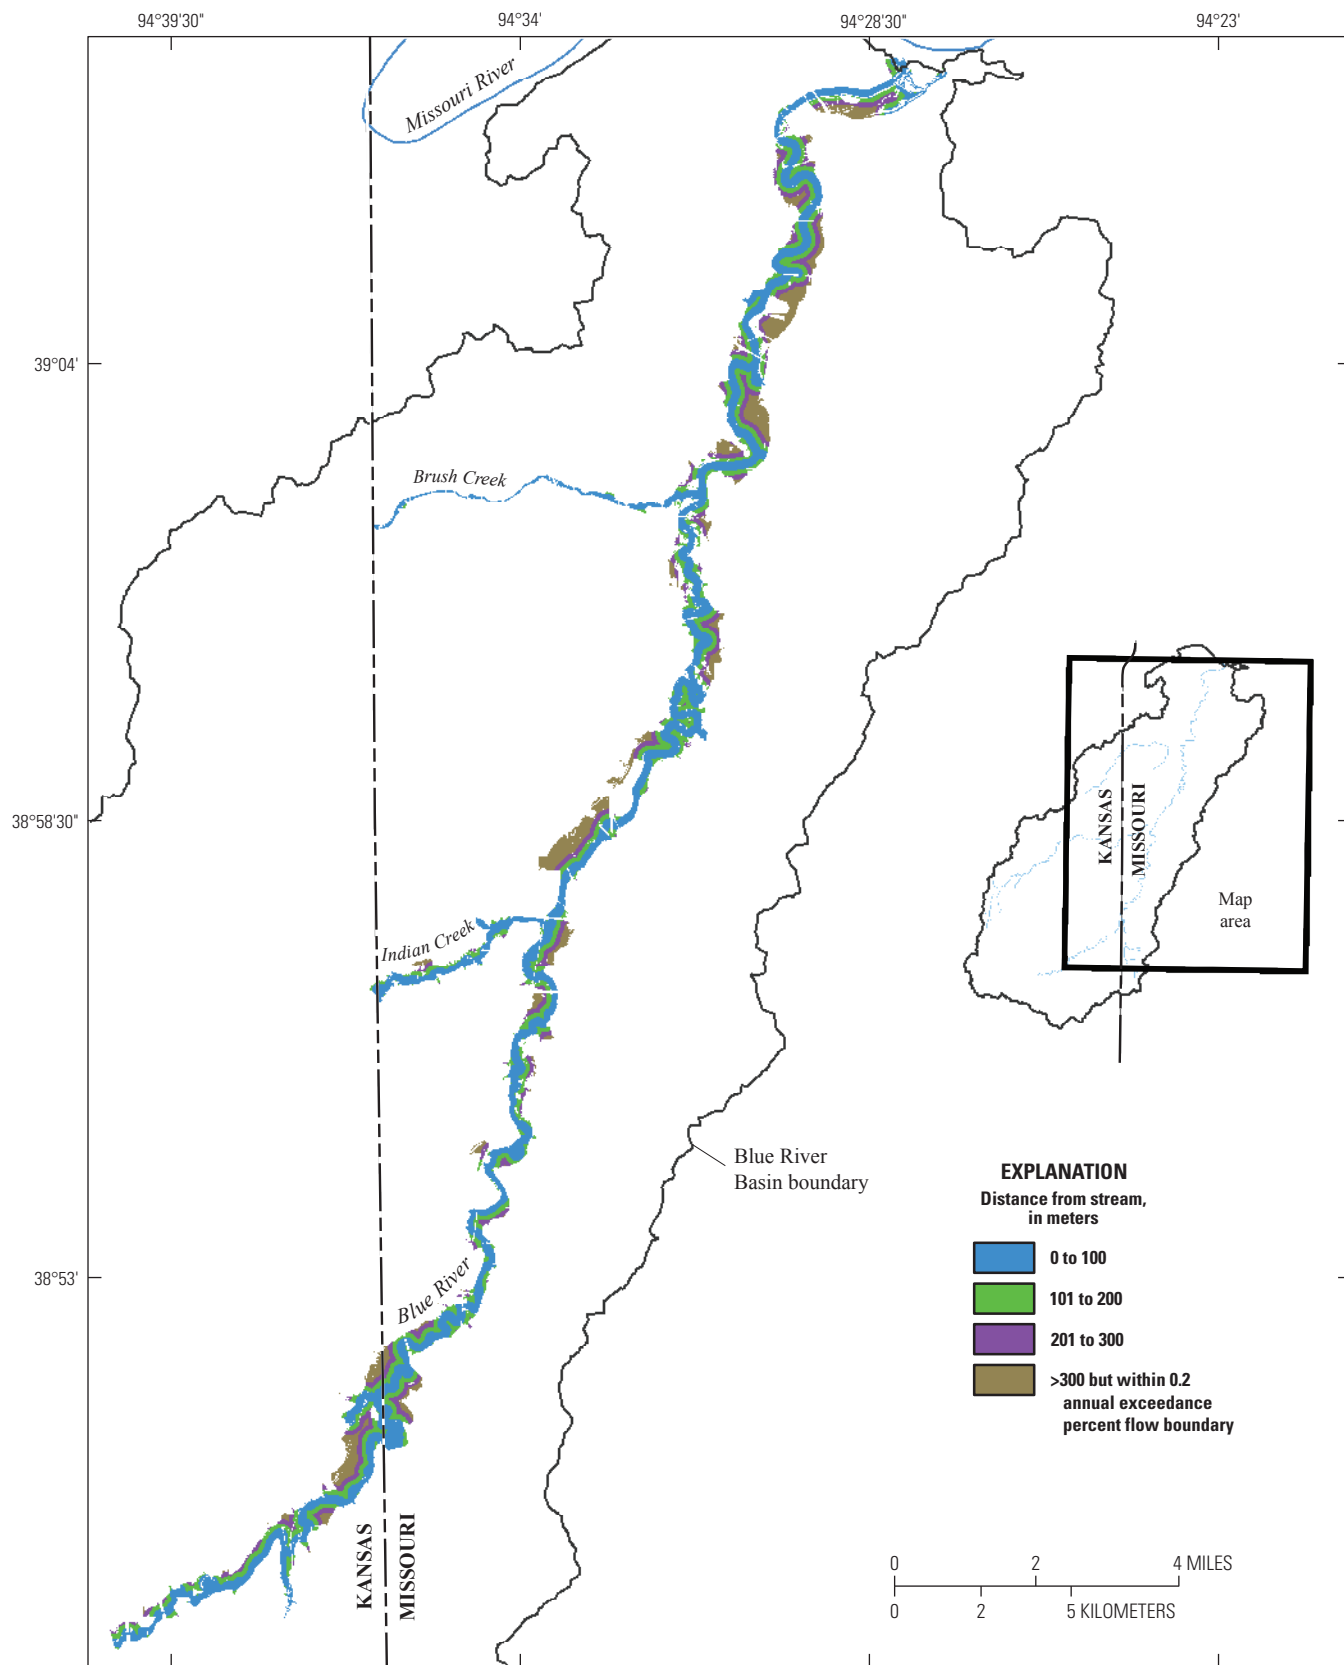 94°39'30"
94°34'
94°28'30"
94°23'
Missouri River
39°04'
Brush Creek
38°58'30"
KANSAS
MISSOURI
Map
area
Indian Creek
Blue River
Basin boundary
EXPLANATION
Distance from stream,
in meters
0 to 100
101 to 200
201 to 300
>300 but within 0.2
annual exceedance
percent flow boundary
38°53'
Blue River
KANSAS
MISSOURI
0 2 4 MILES
0 2 5 KILOMETERS